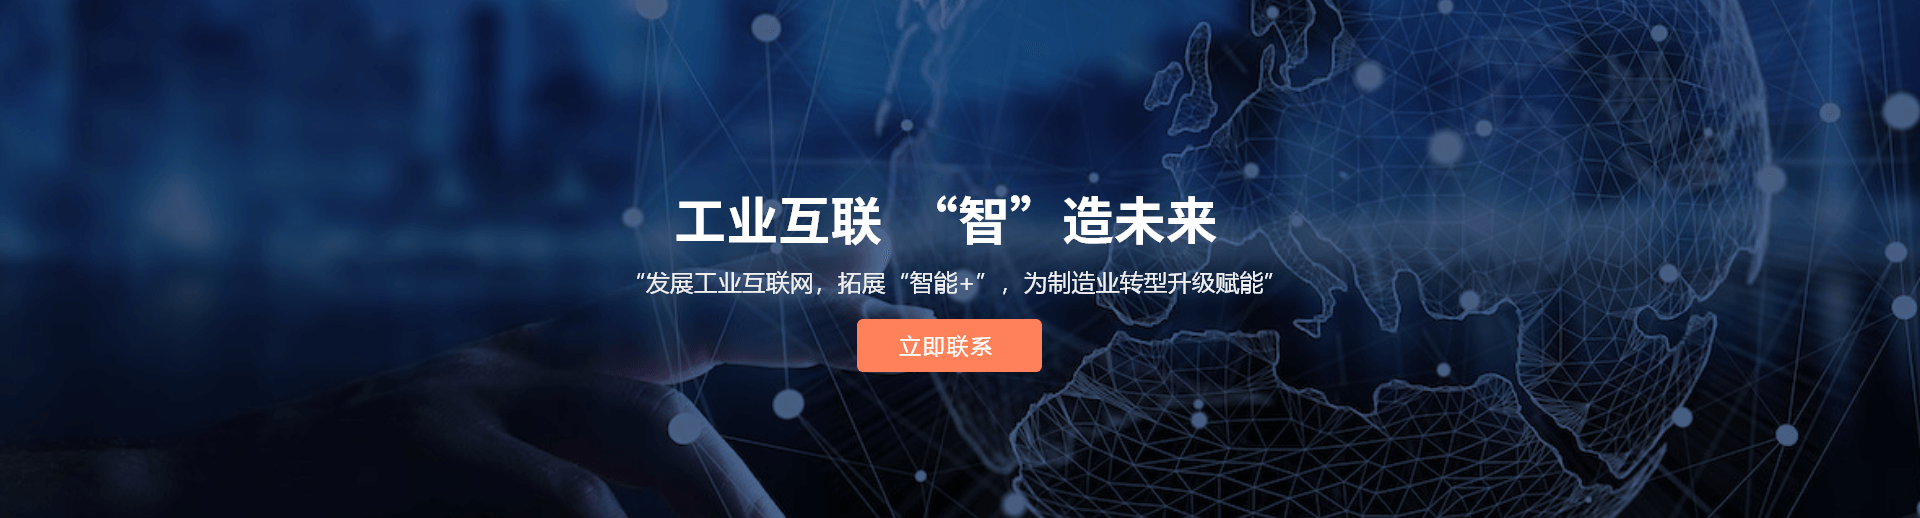 工业互联 “智”造未来
“发展工业互联网，拓展“智能+”，为制造业转型升级赋能”
立即联系